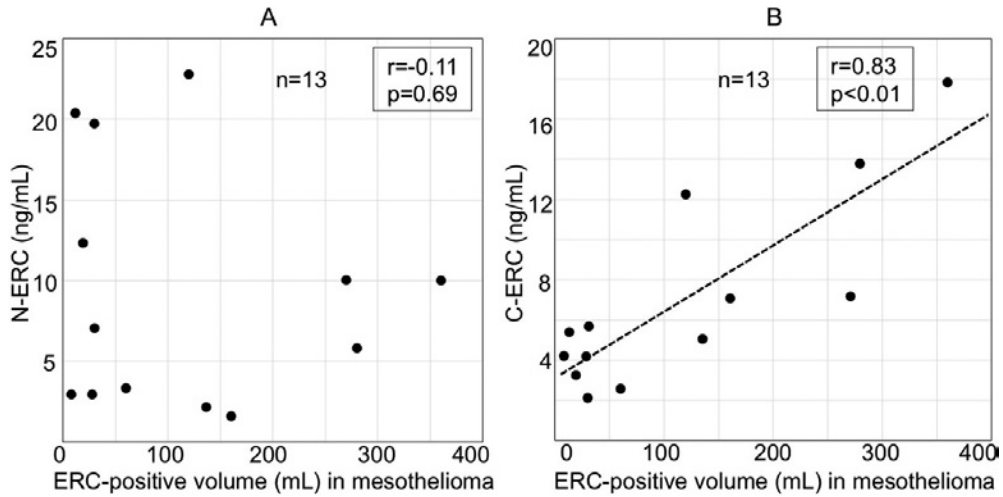 A
25
20
15
10
5
0
0 100 200 300 400
N-ERC (ng/mL)
n=13
r=-0.11
p=0.69
ERC-positive volume (mL) in mesothelioma
B
20
16
12
8
4
0 100 200 300 400
C-ERC (ng/mL)
n=13
r=0.83
p<0.01
ERC-positive volume (mL) in mesothelioma